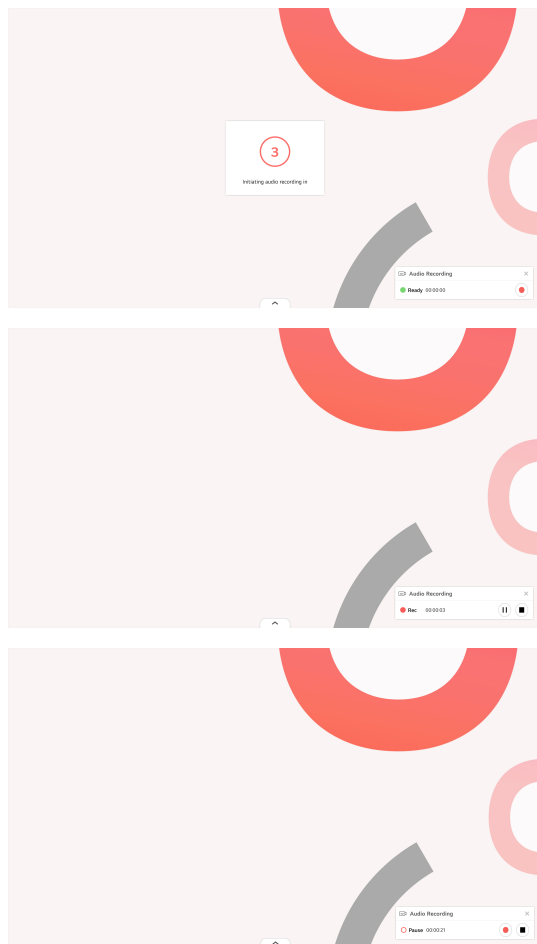 3
Initiating audio recording in
Audio Recording
Ready 00:00:00
Audio Recording
Rec 00:00:03
Audio Recording
Pause 00:00:21